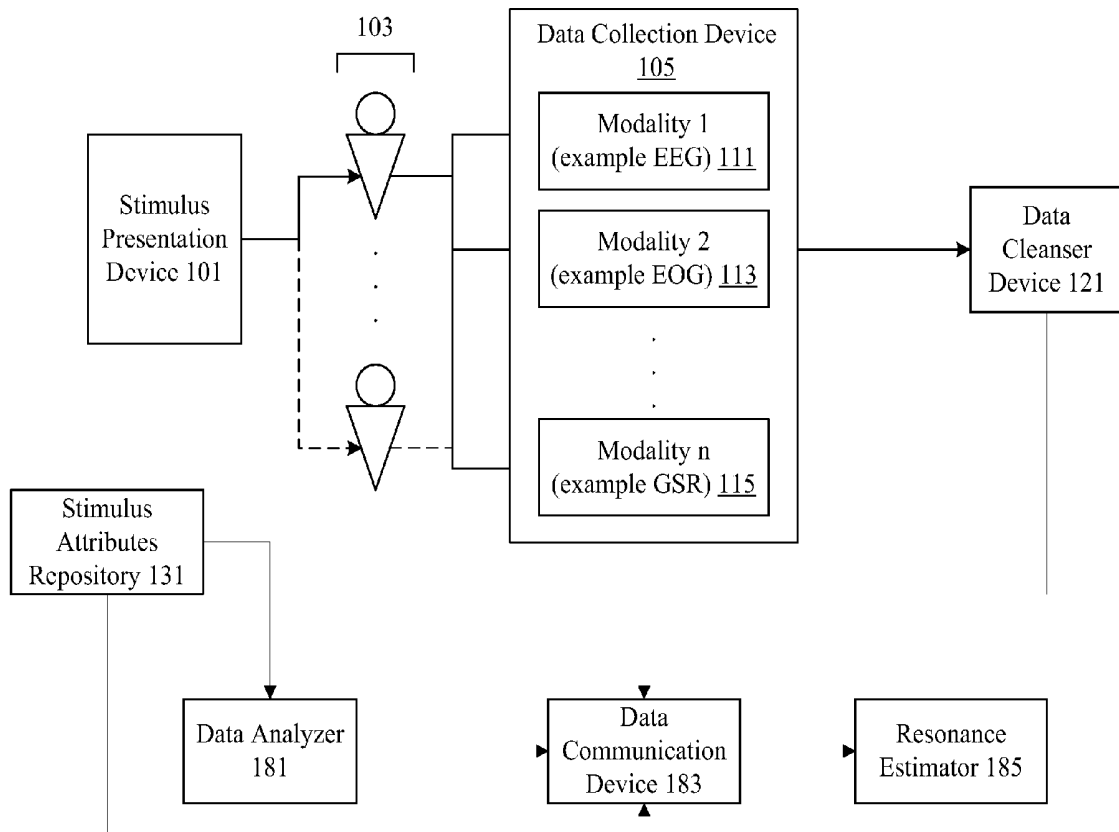 103
Data Collection Device
105
Modality 1
(example EEG) 111
Stimulus
Presentation
Device 101
Modality 2
(example EOG) 113
Data
Cleanser
Device 121
Modality n
(example GSR) 115
Stimulus
Attributes
Repository 131
Data Analyzer
181
Data
Communication
Device 183
Resonance
Estimator 185